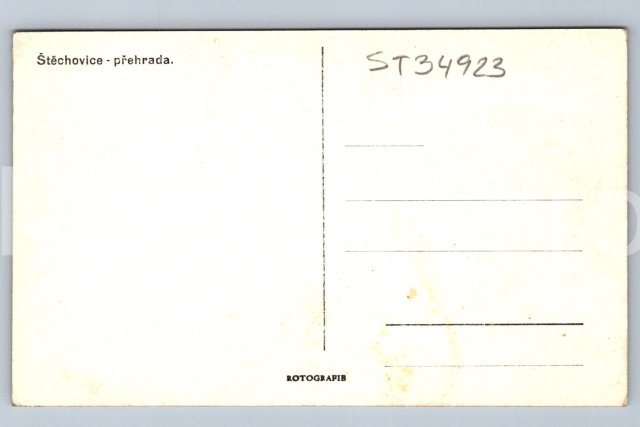 Štěchovice - přehrada.
ST34923
ROTOGRAFIE